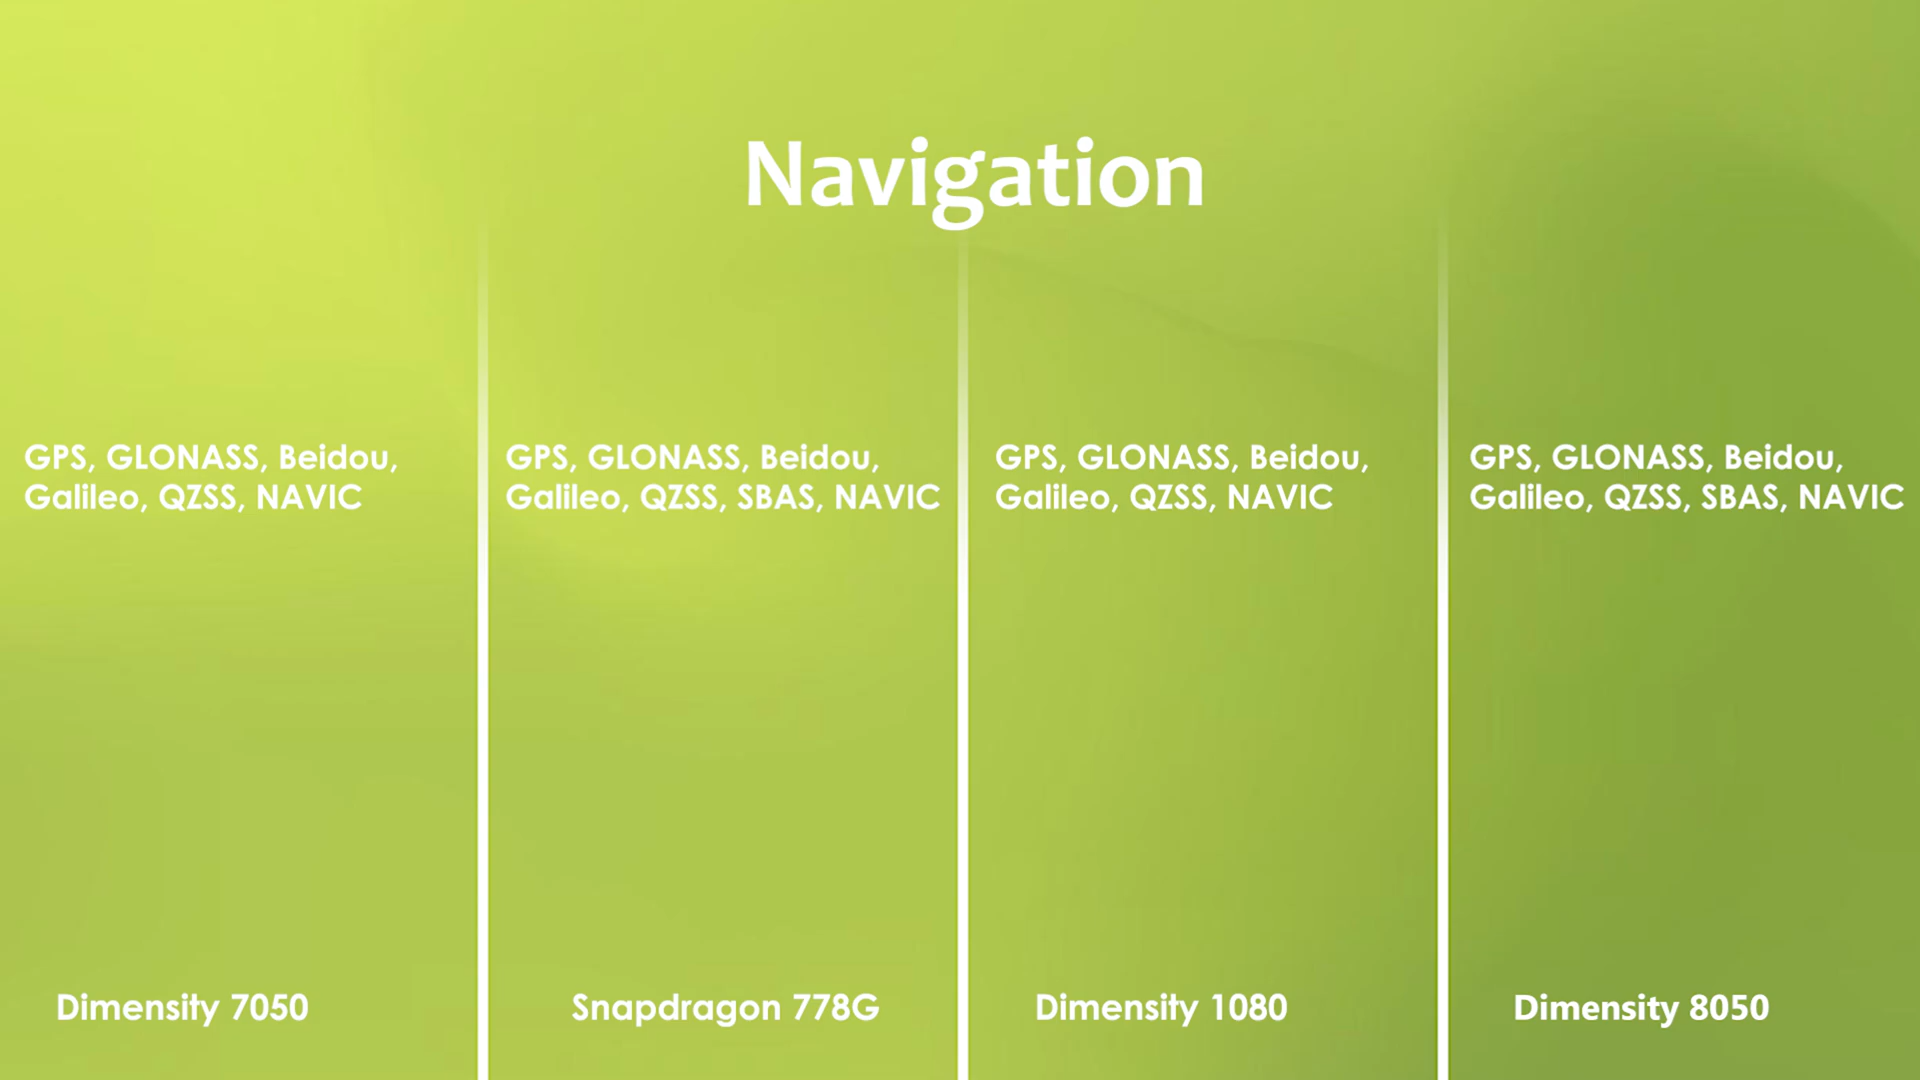 Navigation
GPS, GLONASS, Beidou,
Galileo, QZSS, NAVIC
GPS, GLONASS, Beidou,
Galileo, QZSS, SBAS, NAVIC
GPS, GLONASS, Beidou,
Galileo, QZSS, NAVIC
GPS, GLONASS, Beidou,
Galileo, QZSS, SBAS, NAVIC
Dimensity 7050
Snapdragon 778G
Dimensity 1080
Dimensity 8050